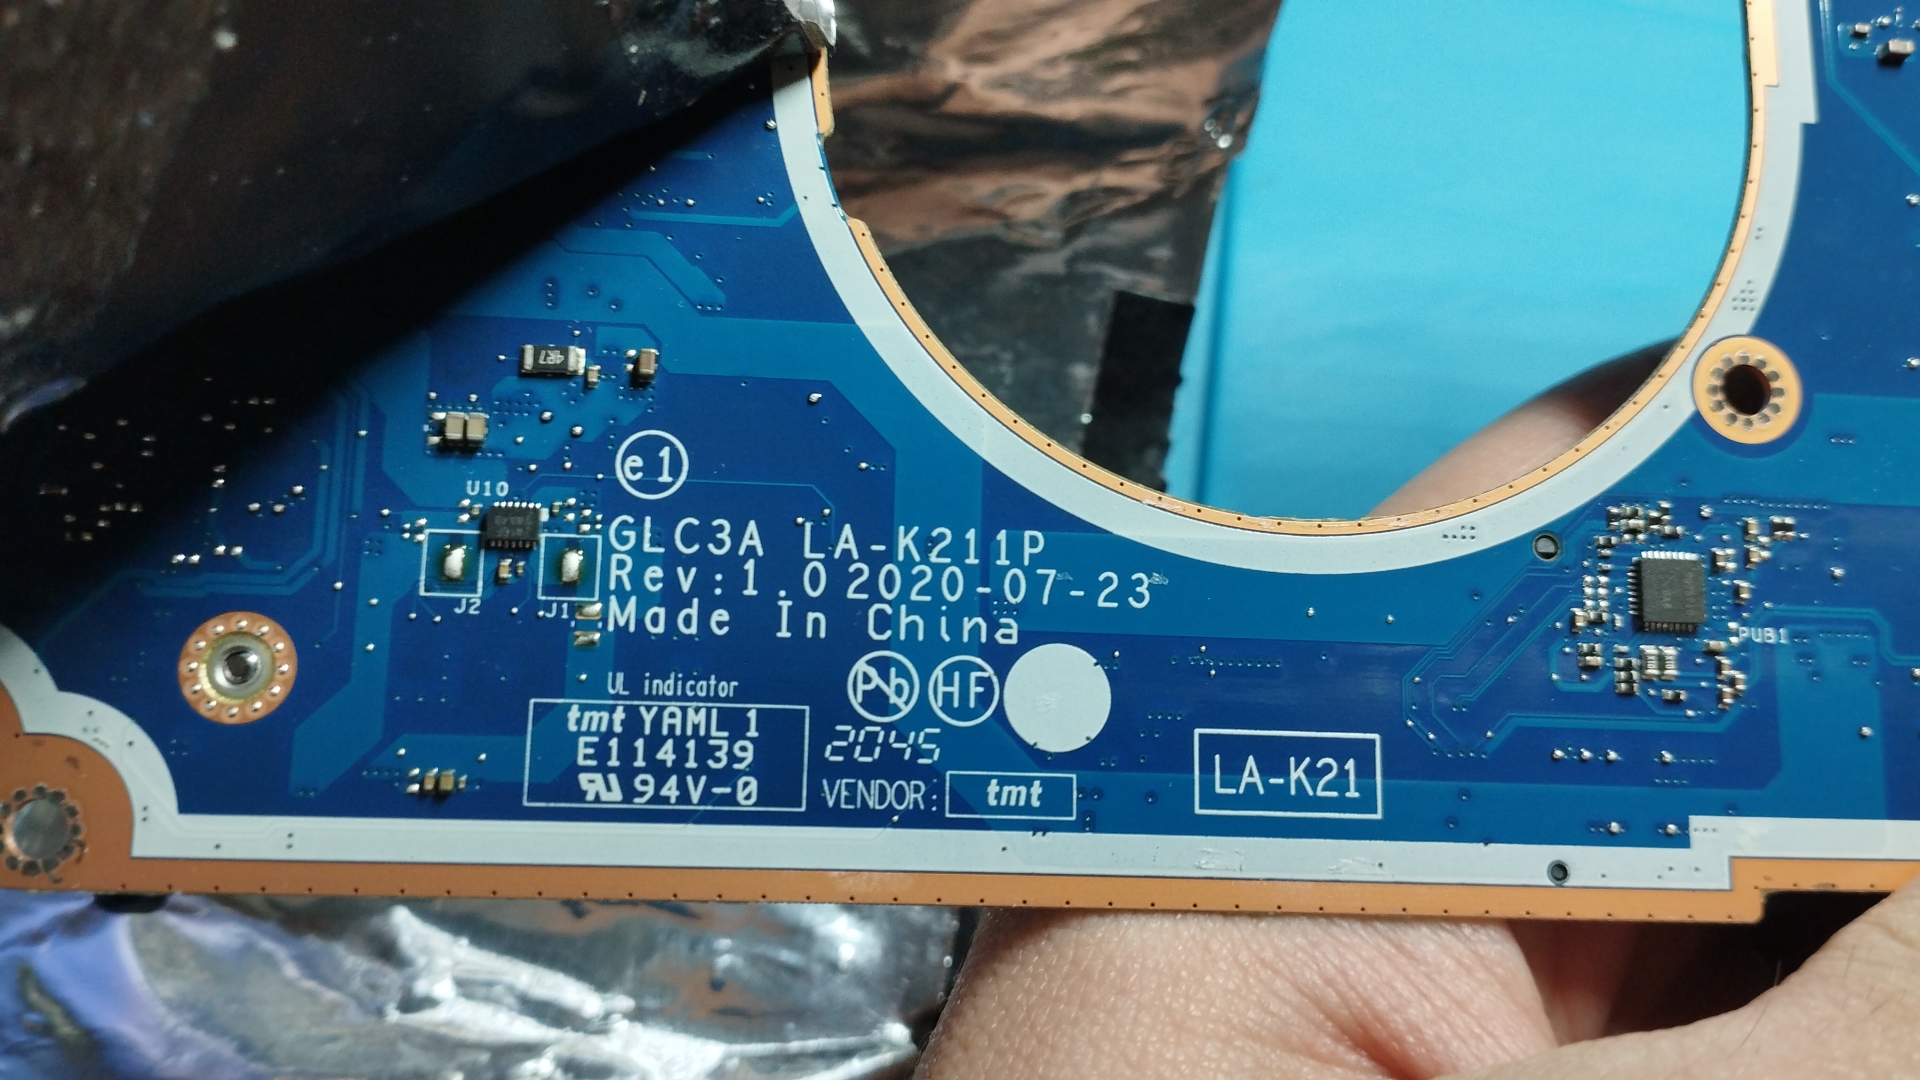 4R7
e1
U10
GLC3A LA-K211P
Rev:1.0 2020-07-23
J2
J1
Made In China
PUB1
UL indicator
Pb HF
tmt YAML 1
E114139
94V-0
2045
VENDOR: tmt
LA-K21